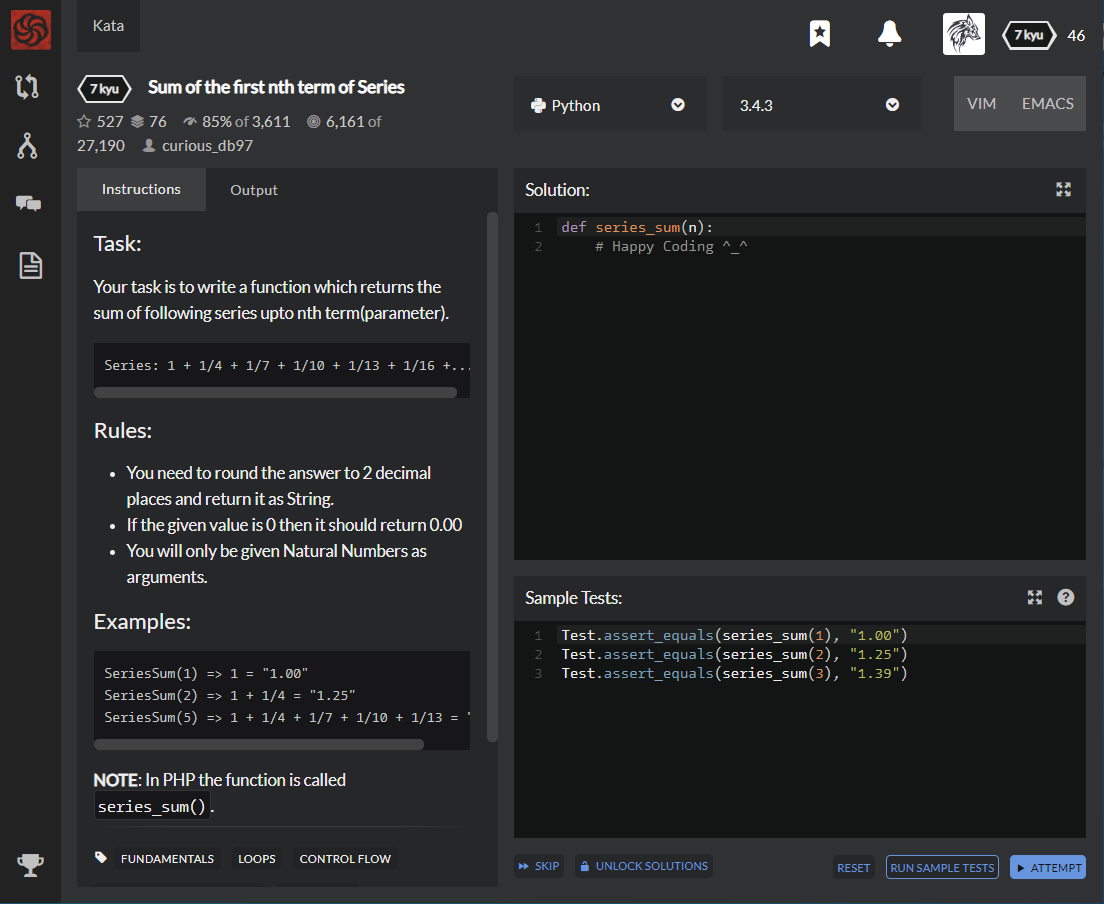 Kata
7 kyu
46
7 kyu
Sum of the first nth term of Series
527 76 85% of 3,611 6,161 of
27,190 curious_db97
Python
3.4.3
VIM EMACS
Instructions
Output
Task:
Your task is to write a function which returns the
sum of following series upto nth term(parameter).
Series: 1 + 1/4 + 1/7 + 1/10 + 1/13 + 1/16 +...
Rules:
You need to round the answer to 2 decimal
places and return it as String.
If the given value is 0 then it should return 0.00
You will only be given Natural Numbers as
arguments.
Examples:
SeriesSum(1) => 1 = "1.00"
SeriesSum(2) => 1 + 1/4 = "1.25"
SeriesSum(5) => 1 + 1/4 + 1/7 + 1/10 + 1/13 = "
NOTE: In PHP the function is called
series_sum().
FUNDAMENTALS LOOPS CONTROL FLOW
Solution:
1 def series_sum(n):
2 # Happy Coding ^_^
Sample Tests:
1 Test.assert_equals(series_sum(1), "1.00")
2 Test.assert_equals(series_sum(2), "1.25")
3 Test.assert_equals(series_sum(3), "1.39")
SKIP
UNLOCK SOLUTIONS
RESET
RUN SAMPLE TESTS
ATTEMPT